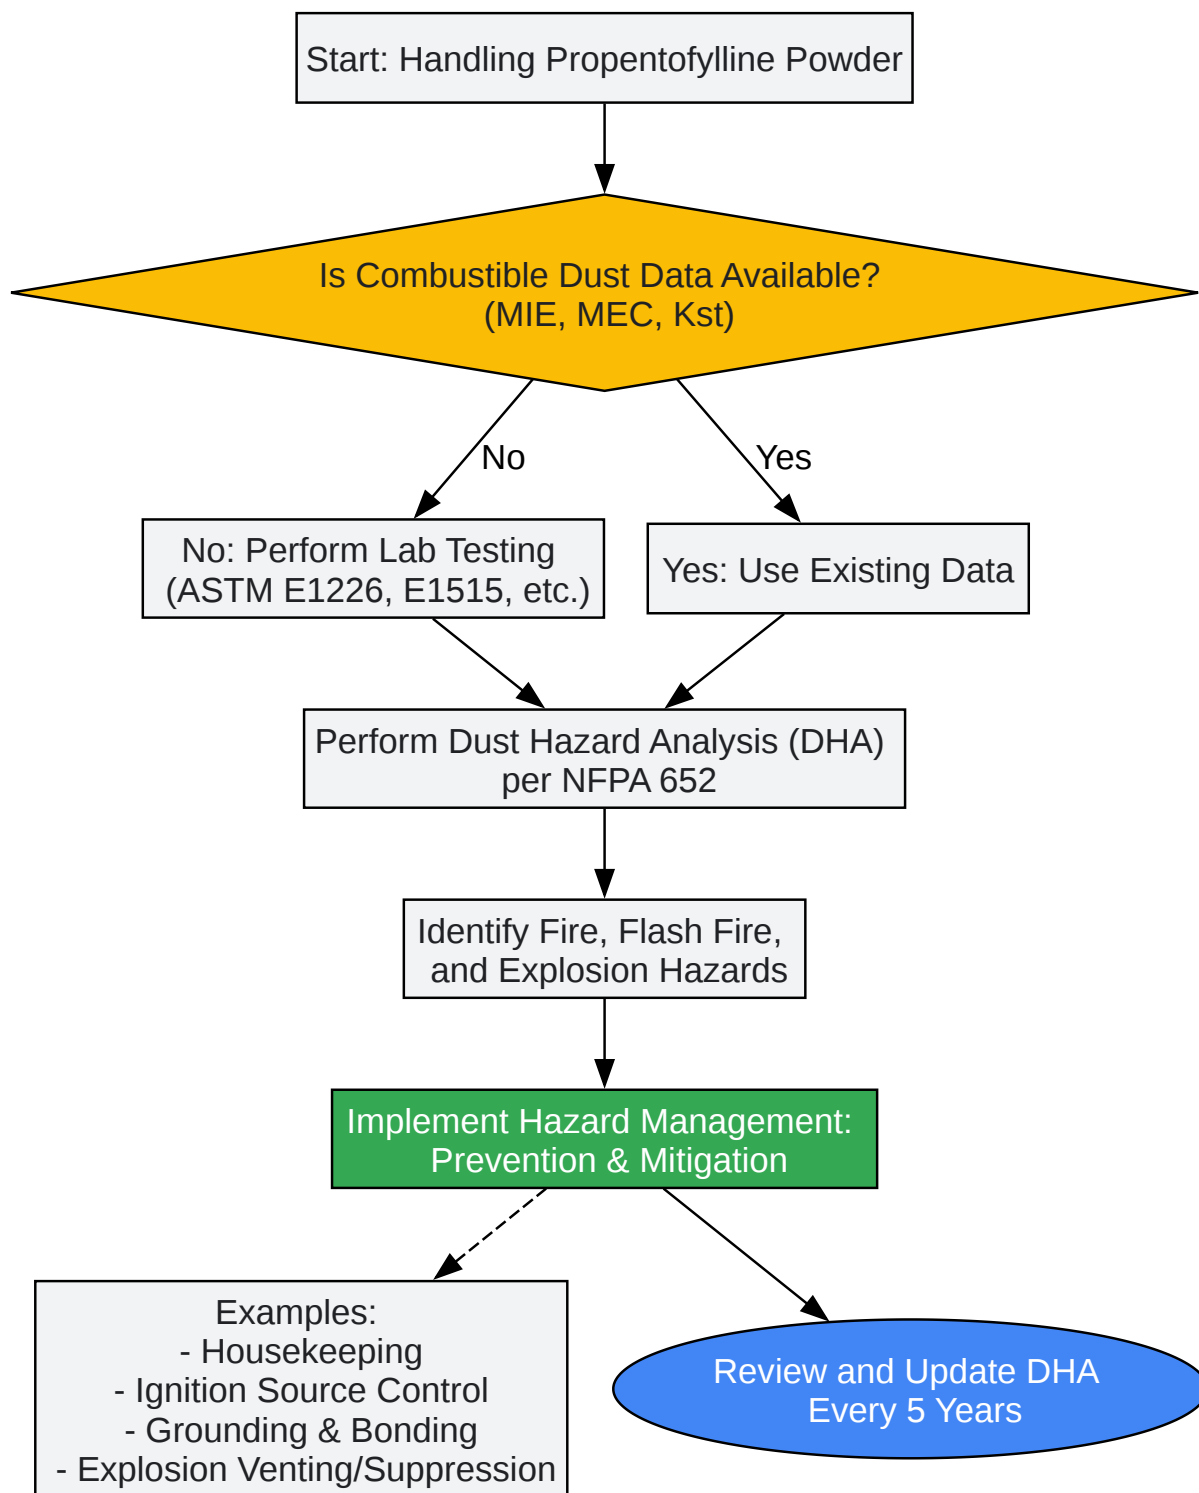 Start: Handling Propentofylline Powder
Is Combustible Dust Data Available?
(MIE, MEC, Kst)
No
Yes
No: Perform Lab Testing
(ASTM E1226, E1515, etc.)
Yes: Use Existing Data
Perform Dust Hazard Analysis (DHA)
per NFPA 652
Identify Fire, Flash Fire,
and Explosion Hazards
Implement Hazard Management:
Prevention & Mitigation
Examples:
- Housekeeping
- Ignition Source Control
- Grounding & Bonding
- Explosion Venting/Suppression
Review and Update DHA
Every 5 Years